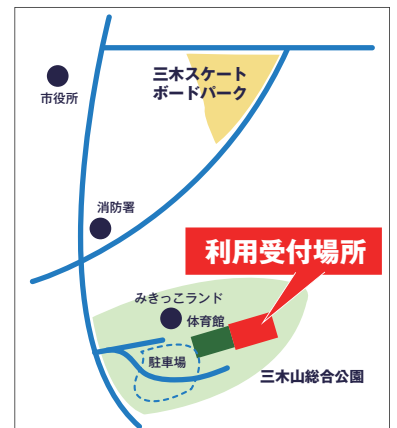 三木スケート
ボードパーク
市役所
消防署
利用受付場所
みきっこランド
体育館
駐車場
三木山総合公園